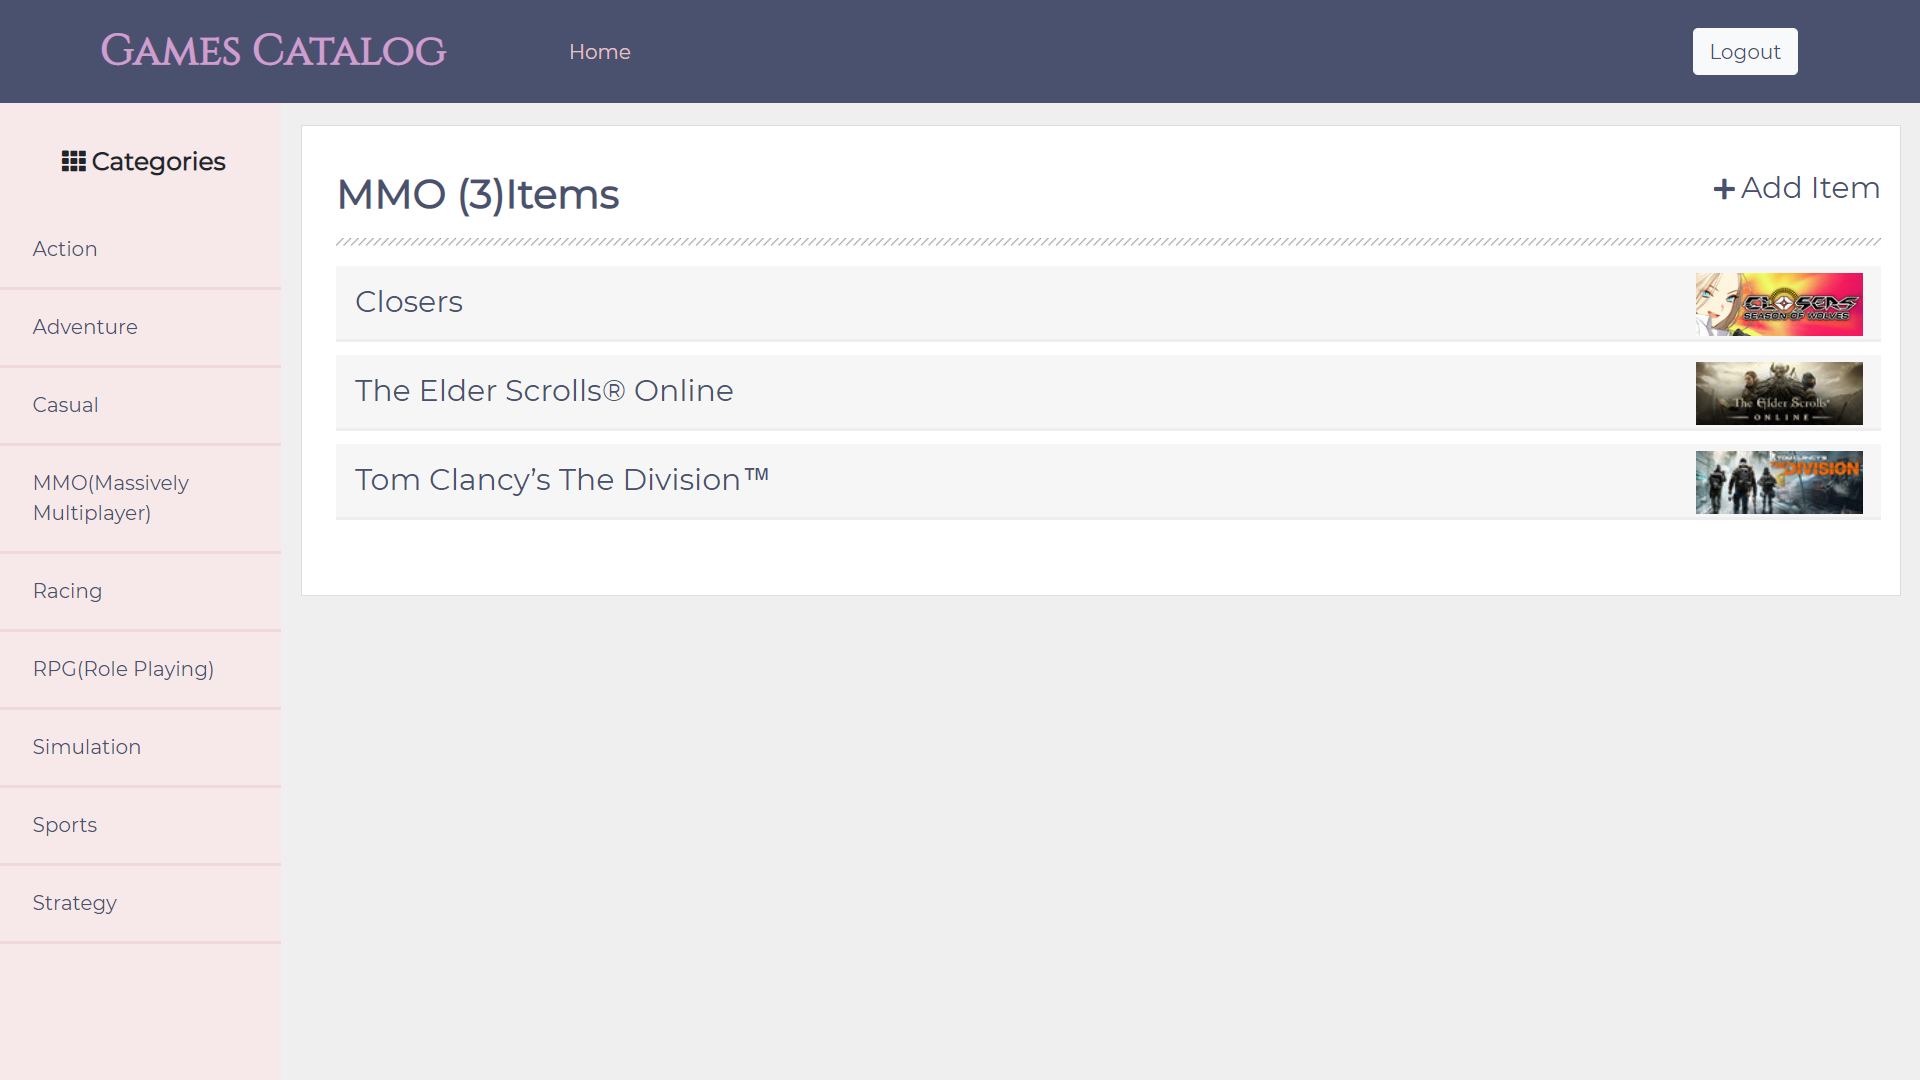 Games Catalog
Home
Logout
Categories
Action
Adventure
Casual
MMO(Massively
Multiplayer)
Racing
RPG(Role Playing)
Simulation
Sports
Strategy
MMO (3)Items
Add Item
Closers
CLOSERS
SEASON OF WOLVES
The Elder Scrolls® Online
The Elder Scrolls®
ONLINE
Tom Clancy’s The Division™
TOM CLANCY'S
THE DIVISION